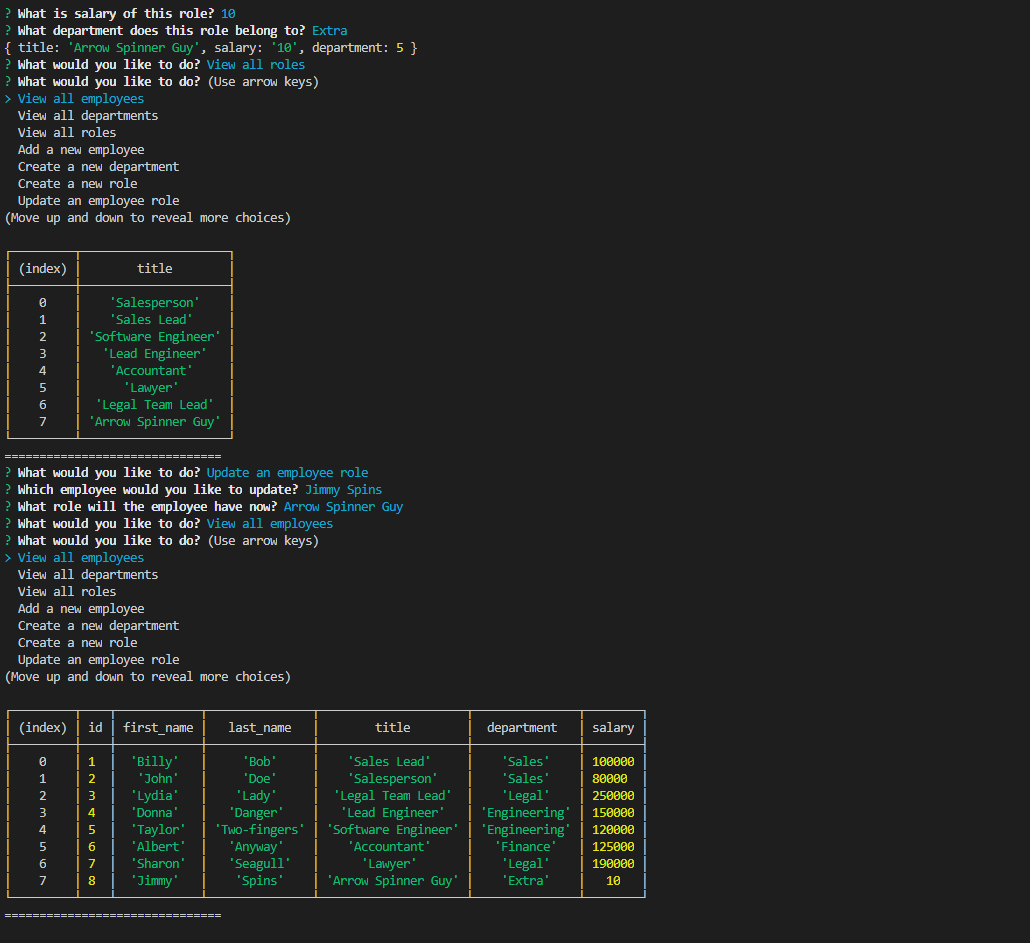 ? What is salary of this role? 10
? What department does this role belong to? Extra
{ title: 'Arrow Spinner Guy', salary: '10', department: 5 }
? What would you like to do? View all roles
? What would you like to do? (Use arrow keys)
> View all employees
View all departments
View all roles
Add a new employee
Create a new department
Create a new role
Update an employee role
(Move up and down to reveal more choices)
(index) title
0 'Salesperson'
1 'Sales Lead'
2 'Software Engineer'
3 'Lead Engineer'
4 'Accountant'
5 'Lawyer'
6 'Legal Team Lead'
7 'Arrow Spinner Guy'
===============================
? What would you like to do? Update an employee role
? Which employee would you like to update? Jimmy Spins
? What role will the employee have now? Arrow Spinner Guy
? What would you like to do? View all employees
? What would you like to do? (Use arrow keys)
> View all employees
View all departments
View all roles
Add a new employee
Create a new department
Create a new role
Update an employee role
(Move up and down to reveal more choices)
(index) id first_name last_name title department salary
0 1 'Billy' 'Bob' 'Sales Lead' 'Sales' 100000
1 2 'John' 'Doe' 'Salesperson' 'Sales' 80000
2 3 'Lydia' 'Lady' 'Legal Team Lead' 'Legal' 250000
3 4 'Donna' 'Danger' 'Lead Engineer' 'Engineering' 150000
4 5 'Taylor' 'Two-fingers' 'Software Engineer' 'Engineering' 120000
5 6 'Albert' 'Anyway' 'Accountant' 'Finance' 125000
6 7 'Sharon' 'Seagull' 'Lawyer' 'Legal' 190000
7 8 'Jimmy' 'Spins' 'Arrow Spinner Guy' 'Extra' 10
===============================